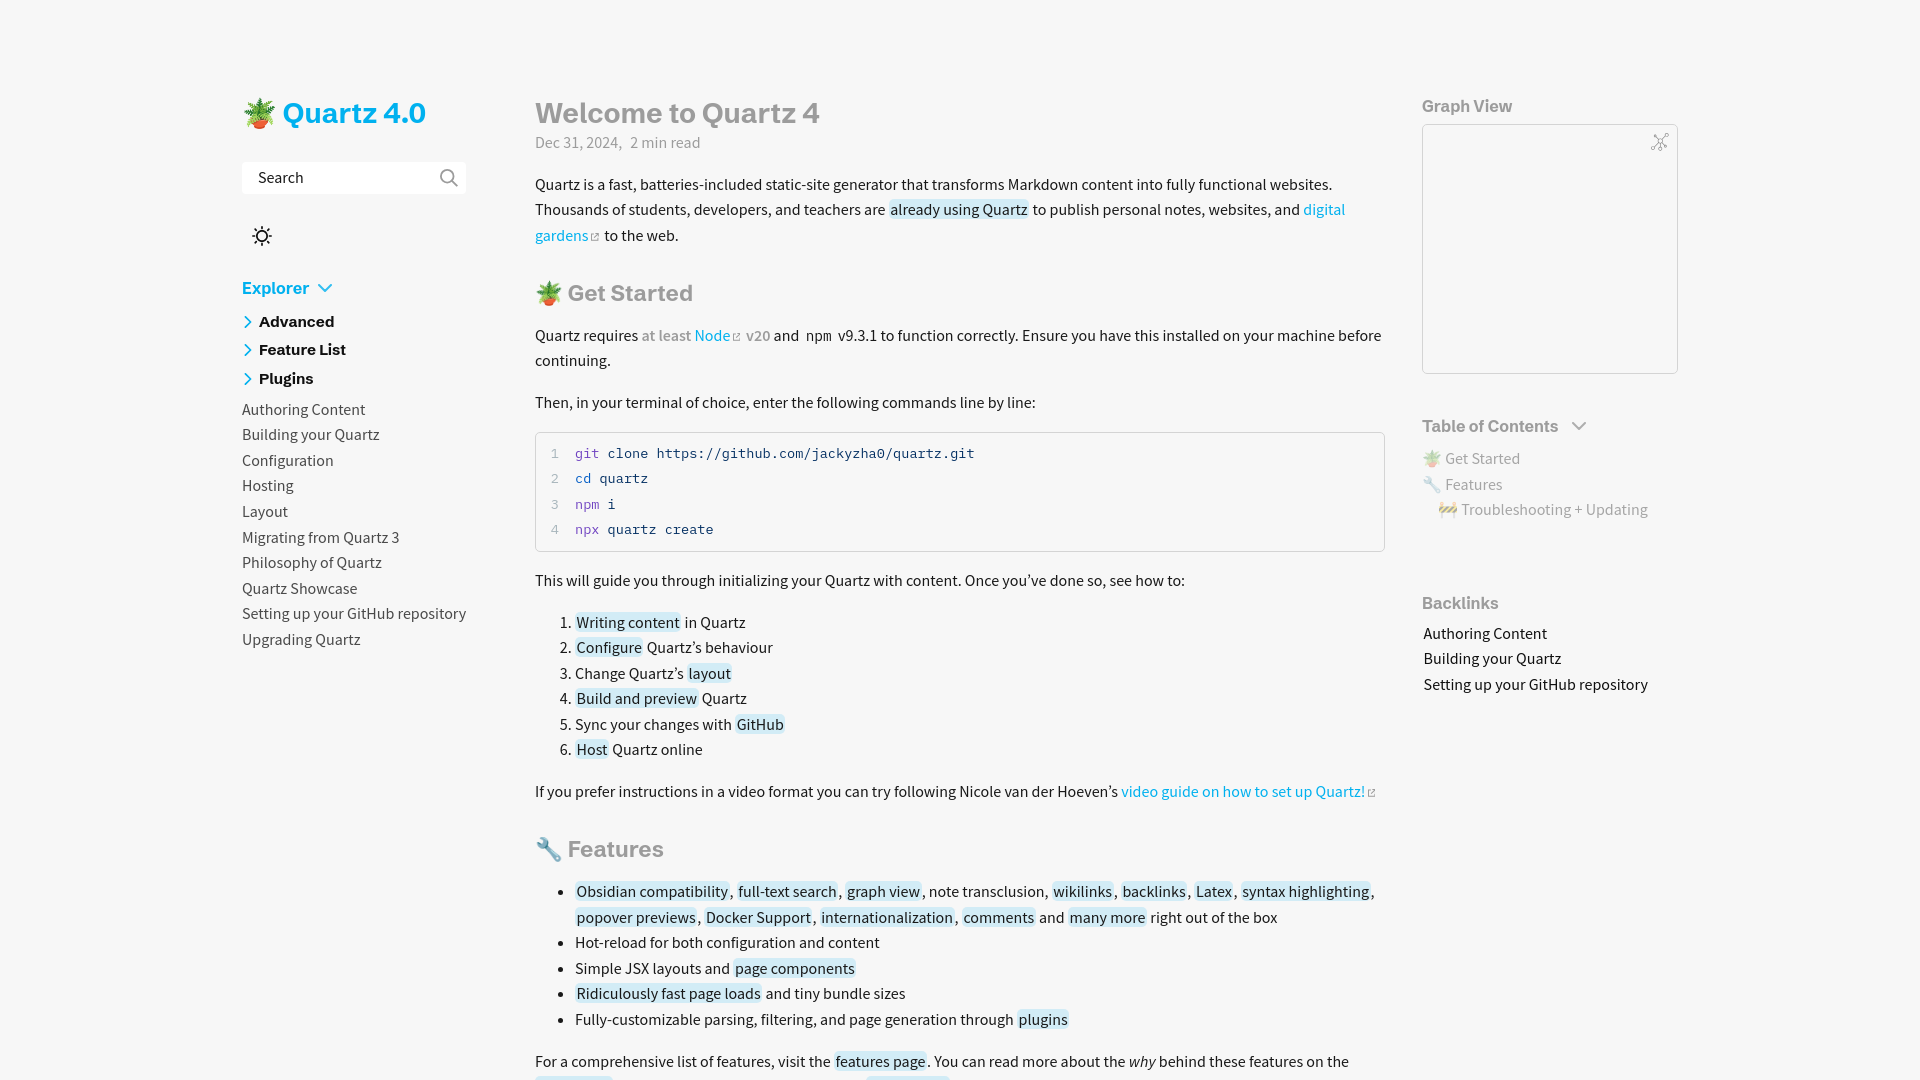 🪴 Quartz 4.0
Search
Explorer
Advanced
Feature List
Plugins
Authoring Content
Building your Quartz
Configuration
Hosting
Layout
Migrating from Quartz 3
Philosophy of Quartz
Quartz Showcase
Setting up your GitHub repository
Upgrading Quartz
Welcome to Quartz 4
Dec 31, 2024, 2 min read
Quartz is a fast, batteries-included static-site generator that transforms Markdown content into fully functional websites.
Thousands of students, developers, and teachers are already using Quartz to publish personal notes, websites, and digital
gardens to the web.
🪴 Get Started
Quartz requires at least Node v20 and npm v9.3.1 to function correctly. Ensure you have this installed on your machine before
continuing.
Then, in your terminal of choice, enter the following commands line by line:
1 git clone https://github.com/jackyzha0/quartz.git
2 cd quartz
3 npm i
4 npx quartz create
This will guide you through initializing your Quartz with content. Once you’ve done so, see how to:
1. Writing content in Quartz
2. Configure Quartz’s behaviour
3. Change Quartz’s layout
4. Build and preview Quartz
5. Sync your changes with GitHub
6. Host Quartz online
If you prefer instructions in a video format you can try following Nicole van der Hoeven’s video guide on how to set up Quartz!
🔧 Features
• Obsidian compatibility, full-text search, graph view, note transclusion, wikilinks, backlinks, Latex, syntax highlighting,
popover previews, Docker Support, internationalization, comments and many more right out of the box
• Hot-reload for both configuration and content
• Simple JSX layouts and page components
• Ridiculously fast page loads and tiny bundle sizes
• Fully-customizable parsing, filtering, and page generation through plugins
For a comprehensive list of features, visit the features page. You can read more about the why behind these features on the
Graph View
Table of Contents
🪴 Get Started
🔧 Features
🚧 Troubleshooting + Updating
Backlinks
Authoring Content
Building your Quartz
Setting up your GitHub repository